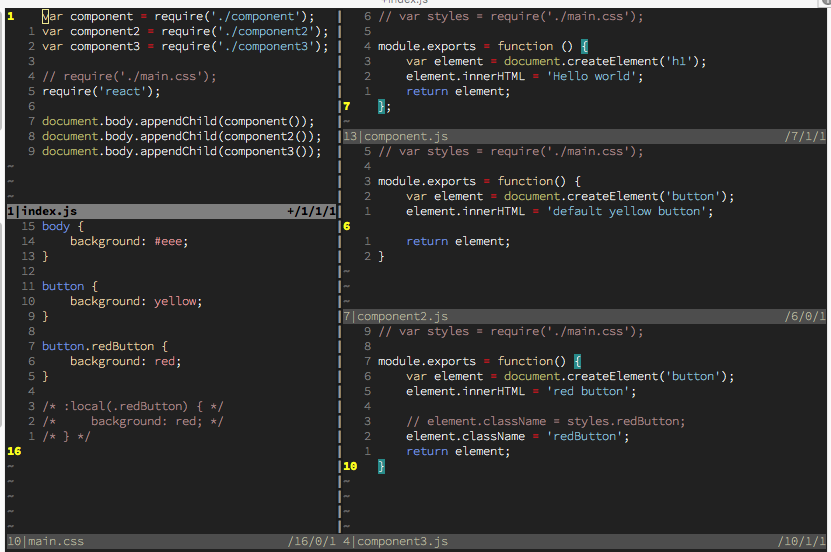 +index.js
1 var component = require('./component');
1 var component2 = require('./component2');
2 var component3 = require('./component3');
3
4 // require('./main.css');
5 require('react');
6
7 document.body.appendChild(component());
8 document.body.appendChild(component2());
9 document.body.appendChild(component3());
~
~
~
1|index.js +/1/1/1
15 body {
14 background: #eee;
13 }
12
11 button {
10 background: yellow;
9 }
8
7 button.redButton {
6 background: red;
5 }
4
3 /* :local(.redButton) { */
2 /* background: red; */
1 /* } */
16
~
~
~
~
~
10|main.css /16/0/1
6 // var styles = require('./main.css');
5
4 module.exports = function () {
3 var element = document.createElement('h1');
2 element.innerHTML = 'Hello world';
1 return element;
7 };
~
13|component.js /7/1/1
5 // var styles = require('./main.css');
4
3 module.exports = function() {
2 var element = document.createElement('button');
1 element.innerHTML = 'default yellow button';
6
1 return element;
2 }
~
~
~
7|component2.js /6/0/1
9 // var styles = require('./main.css');
8
7 module.exports = function() {
6 var element = document.createElement('button');
5 element.innerHTML = 'red button';
4
3 // element.className = styles.redButton;
2 element.className = 'redButton';
1 return element;
10 }
~
~
~
~
4|component3.js /10/1/1